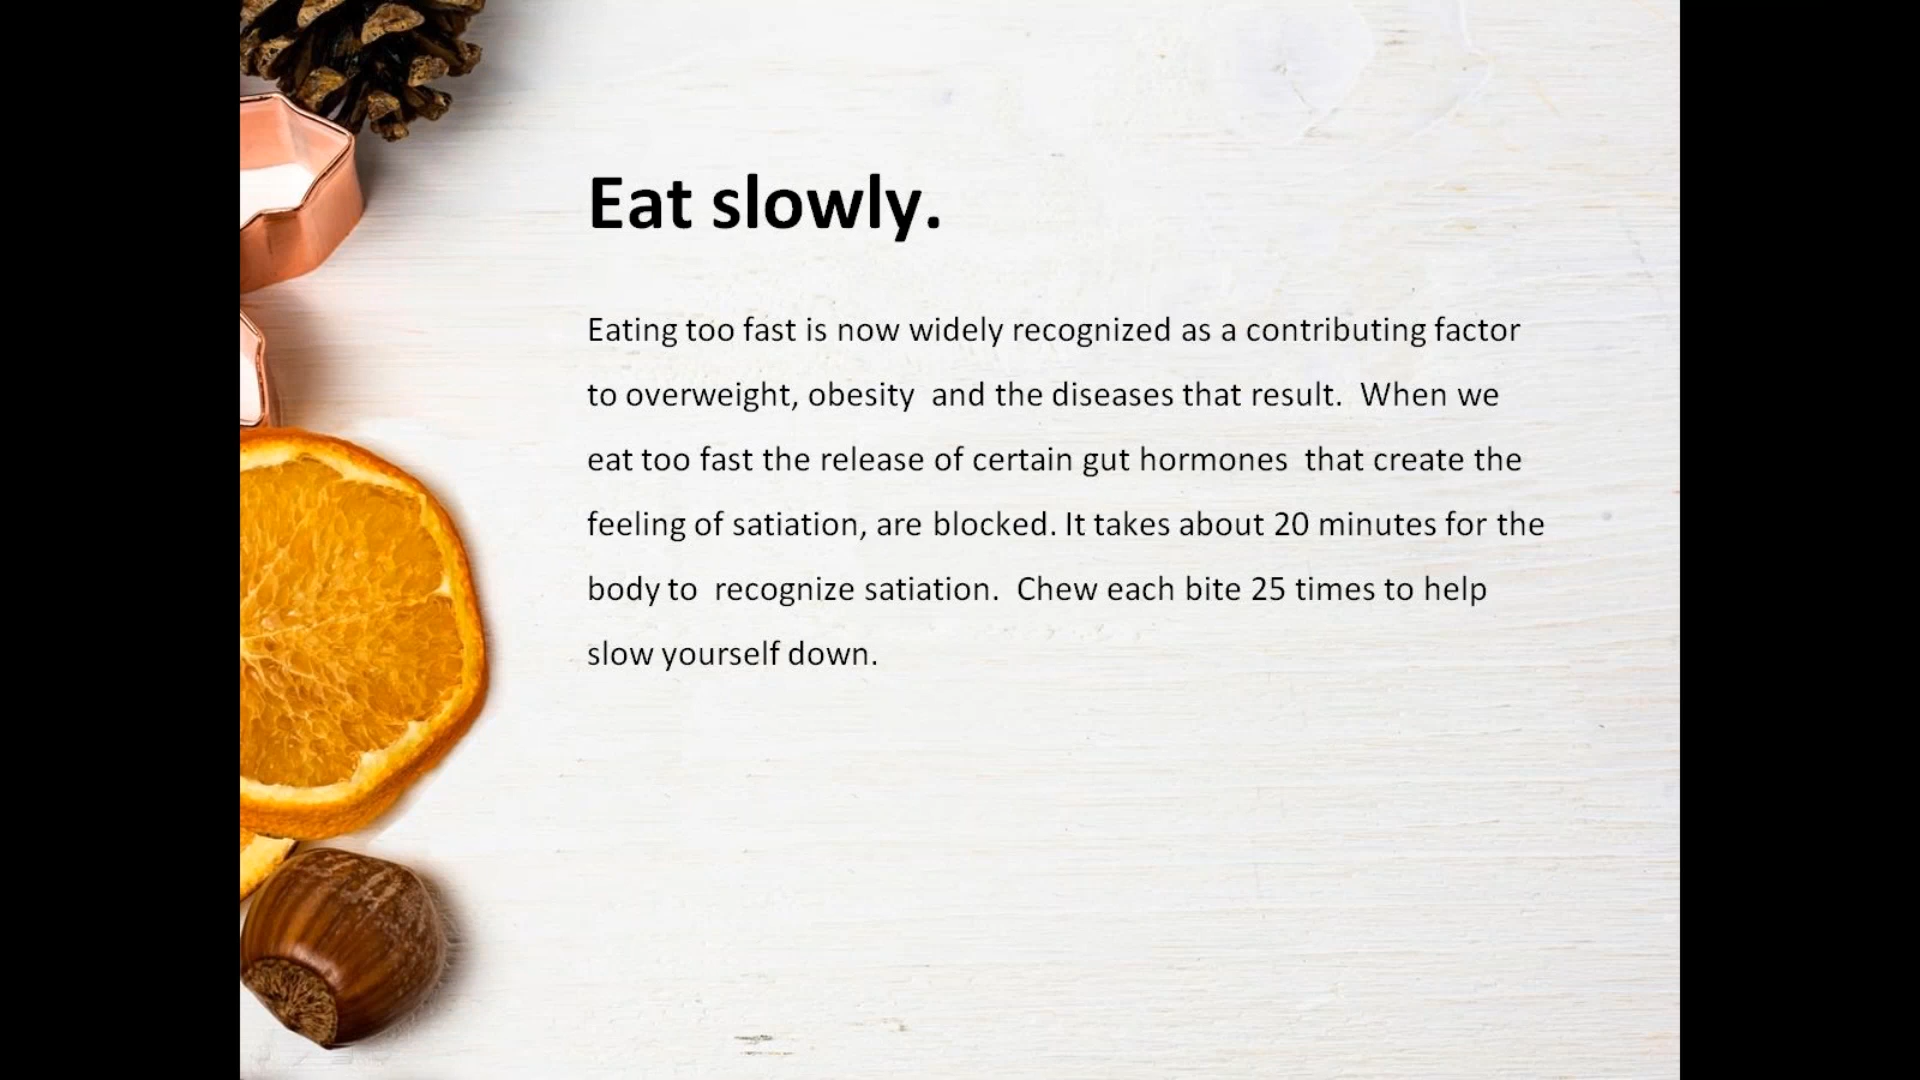 Eat slowly.
Eating too fast is now widely recognized as a contributing factor
to overweight, obesity  and the diseases that result.  When we
eat too fast the release of certain gut hormones  that create the
feeling of satiation, are blocked. It takes about 20 minutes for the
body to  recognize satiation.  Chew each bite 25 times to help
slow yourself down.